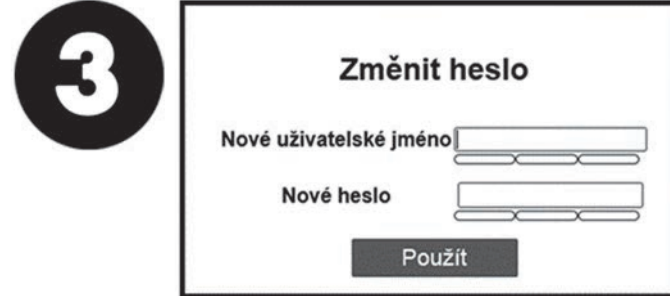 3
Změnit heslo
Nové uživatelské jméno
Nové heslo
Použít